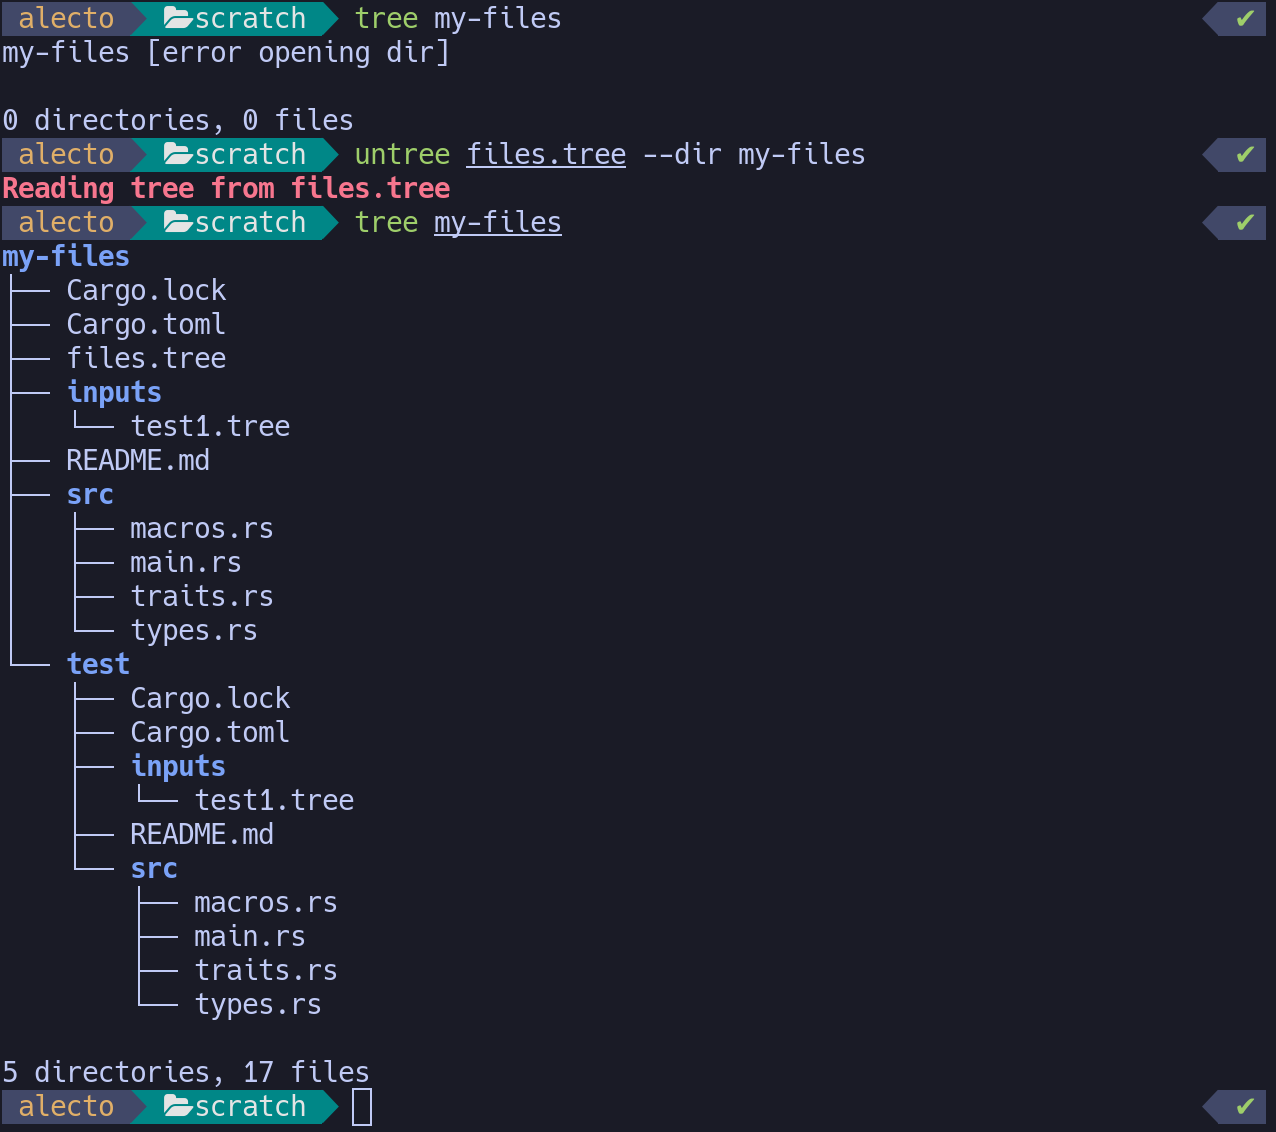 alecto scratch tree my-files ✔
my-files [error opening dir]
0 directories, 0 files
alecto scratch untree files.tree --dir my-files ✔
Reading tree from files.tree
alecto scratch tree my-files ✔
my-files
├── Cargo.lock
├── Cargo.toml
├── files.tree
├── inputs
│   └── test1.tree
├── README.md
├── src
│   ├── macros.rs
│   ├── main.rs
│   ├── traits.rs
│   └── types.rs
└── test
    ├── Cargo.lock
    ├── Cargo.toml
    ├── inputs
    │   └── test1.tree
    ├── README.md
    └── src
        ├── macros.rs
        ├── main.rs
        ├── traits.rs
        └── types.rs
5 directories, 17 files
alecto scratch ✔